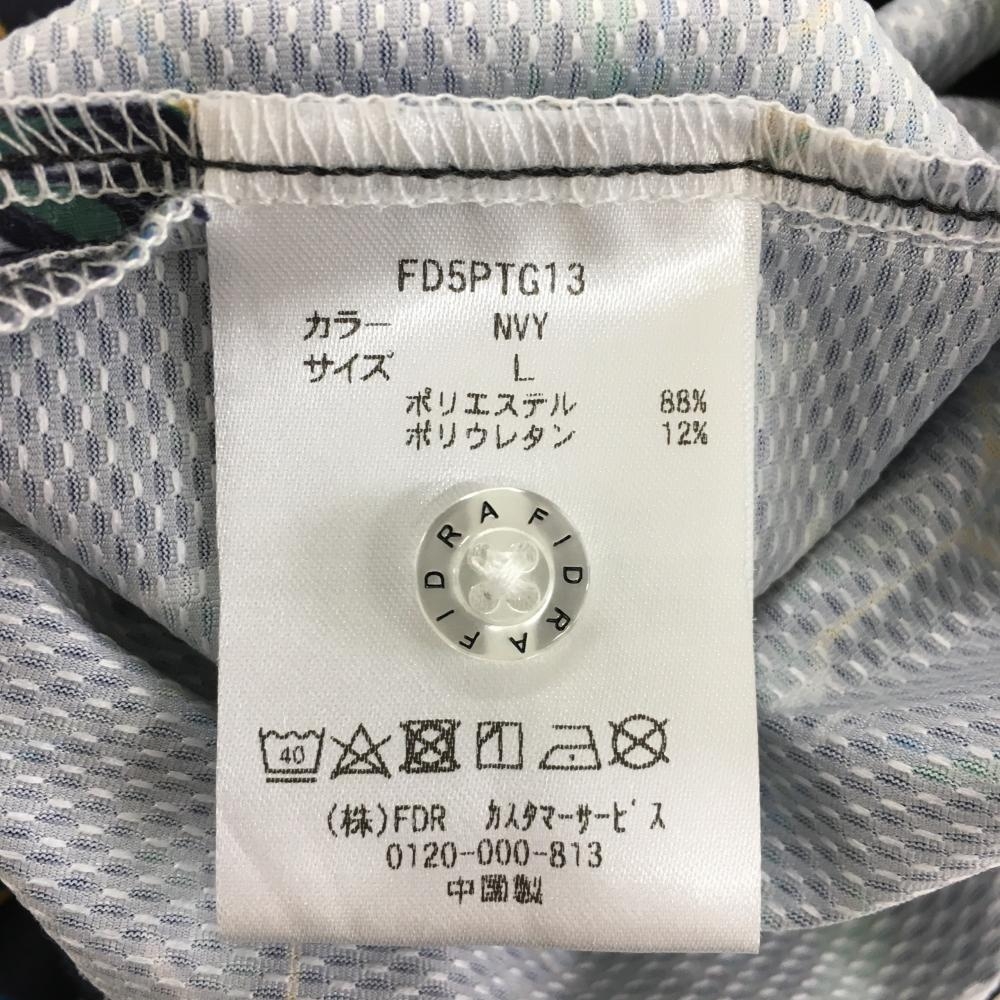 FD5PTG13
カラー NVY
サイズ L
ポリエステル 88%
ポリウレタン 12%
FIDRAFIDRA
40
(株)FDR カスタマーサービス
0120-000-813
中国製